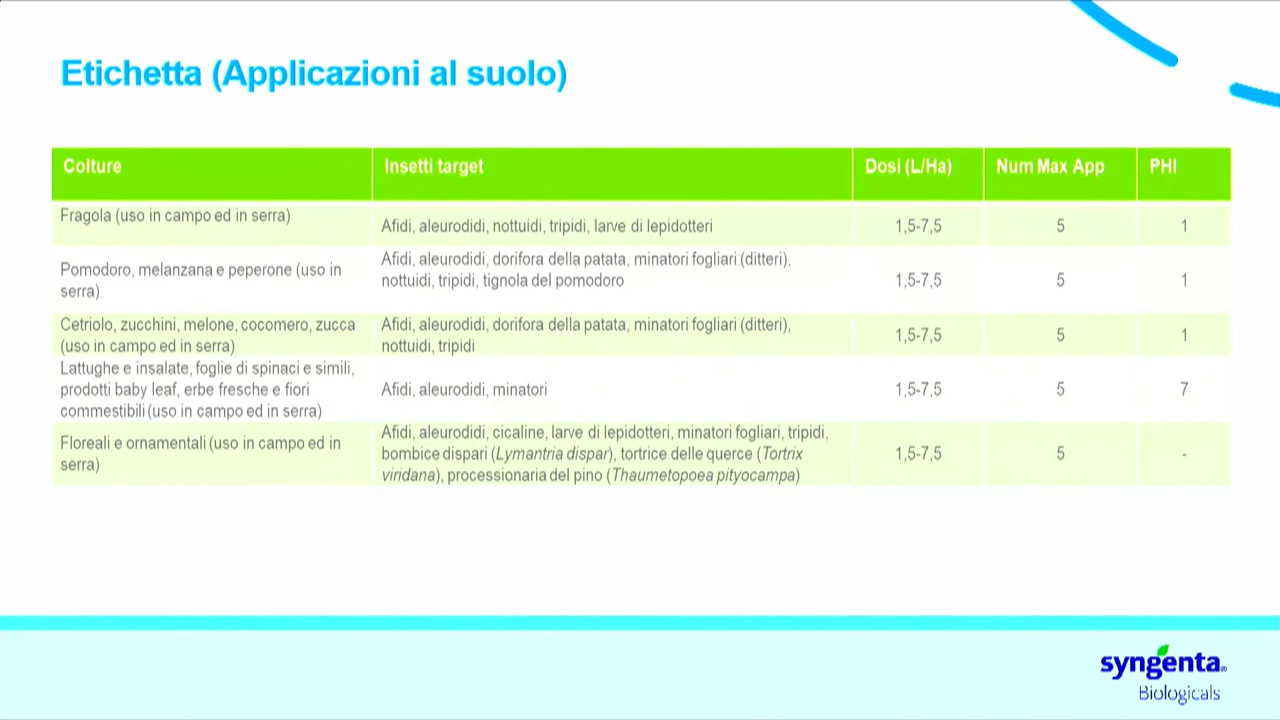 Etichetta (Applicazioni al suolo)
Colture
Insetti target
Dosi (L/Ha)
Num Max App
PHI
Fragola (uso in campo ed in serra)
Afidi, aleurodidi, nottuidi, tripidi, larve di lepidotteri
1,5-7,5
5
1
Pomodoro, melanzana e peperone (uso in
serra)
Afidi, aleurodidi, dorifora della patata, minatori fogliari (ditteri),
nottuidi, tripidi, tignola del pomodoro
1,5-7,5
5
1
Cetriolo, zucchini, melone, cocomero, zucca
(uso in campo ed in serra)
Afidi, aleurodidi, dorifora della patata, minatori fogliari (ditteri),
nottuidi, tripidi
1,5-7,5
5
1
Lattughe e insalate, foglie di spinaci e simili,
prodotti baby leaf, erbe fresche e fiori
commestibili (uso in campo ed in serra)
Afidi, aleurodidi, minatori
1,5-7,5
5
7
Floreali e ornamentali (uso in campo ed in
serra)
Afidi, aleurodidi, cicaline, larve di lepidotteri, minatori fogliari, tripidi,
bombice dispari (Lymantria dispar), tortrice delle querce (Tortrix
viridana), processionaria del pino (Thaumetopoea pityocampa)
1,5-7,5
5
-
syngenta®
Biologicals